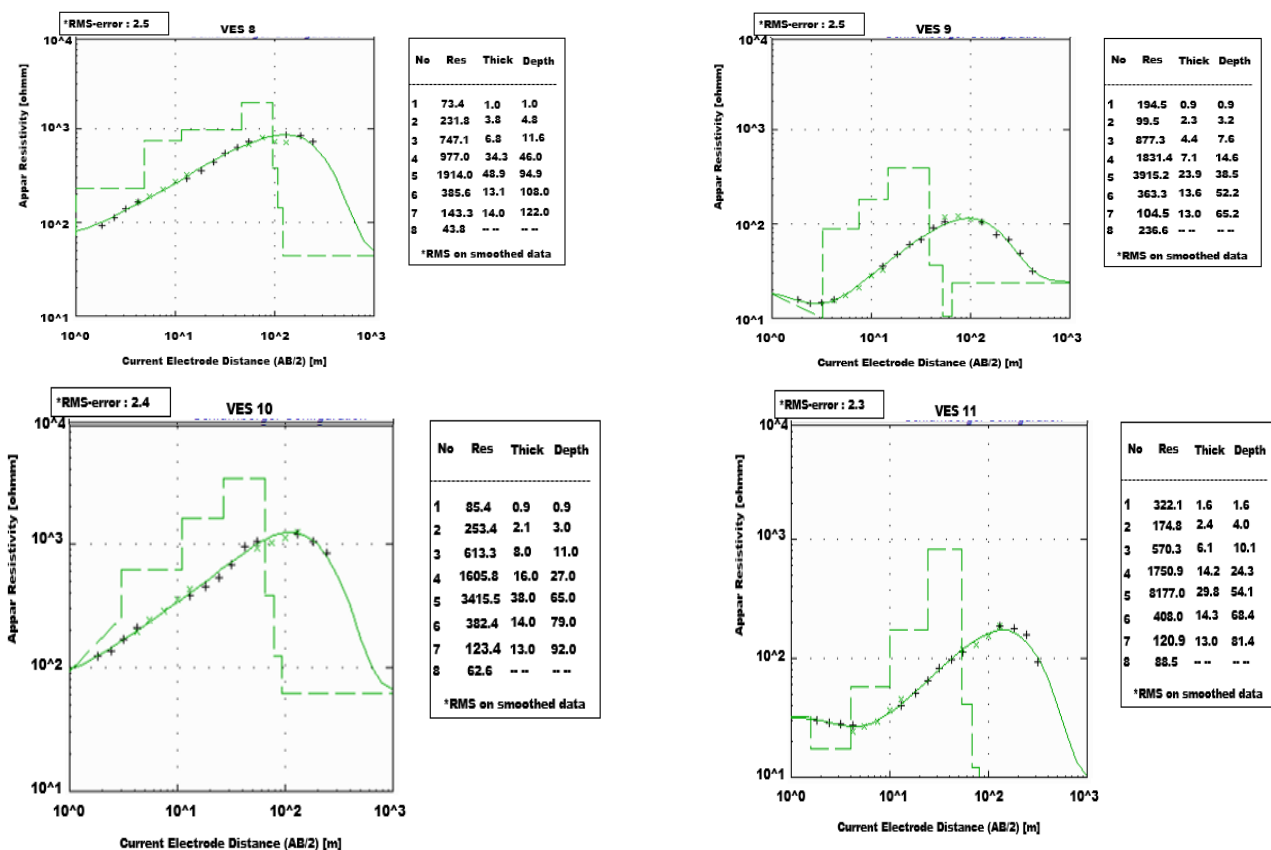 *RMS-error : 2.5
VES 8
10^4
10^3
10^2
10^1
Appar Resistivity [ohmm]
10^0
10^1
10^2
10^3
Current Electrode Distance (AB/2) [m]
No Res Thick Depth
1 73.4 1.0 1.0
2 231.8 3.8 4.8
3 747.1 6.8 11.6
4 977.0 34.3 46.0
5 1914.0 48.9 94.9
6 385.6 13.1 108.0
7 143.3 14.0 122.0
8 43.8 -- -- -- --
*RMS on smoothed data
*RMS-error : 2.5
VES 9
10^4
10^3
10^2
10^1
Appar Resistivity [ohmm]
10^0
10^1
10^2
10^3
Current Electrode Distance (AB/2) [m]
No Res Thick Depth
1 194.5 0.9 0.9
2 99.5 2.3 3.2
3 877.3 4.4 7.6
4 1831.4 7.1 14.6
5 3915.2 23.9 38.5
6 363.3 13.6 52.2
7 104.5 13.0 65.2
8 236.6 -- -- -- --
*RMS on smoothed data
*RMS-error : 2.4
VES 10
10^4
10^3
10^2
10^1
Appar Resistivity [ohmm]
10^0
10^1
10^2
10^3
Current Electrode Distance (AB/2) [m]
No Res Thick Depth
1 85.4 0.9 0.9
2 253.4 2.1 3.0
3 613.3 8.0 11.0
4 1605.8 16.0 27.0
5 3415.5 38.0 65.0
6 382.4 14.0 79.0
7 123.4 13.0 92.0
8 62.6 -- -- -- --
*RMS on smoothed data
*RMS-error : 2.3
VES 11
10^4
10^3
10^2
10^1
Appar Resistivity [ohmm]
10^0
10^1
10^2
10^3
Current Electrode Distance (AB/2) [m]
No Res Thick Depth
1 322.1 1.6 1.6
2 174.8 2.4 4.0
3 570.3 6.1 10.1
4 1750.9 14.2 24.3
5 8177.0 29.8 54.1
6 408.0 14.3 68.4
7 120.9 13.0 81.4
8 88.5 -- -- -- --
*RMS on smoothed data